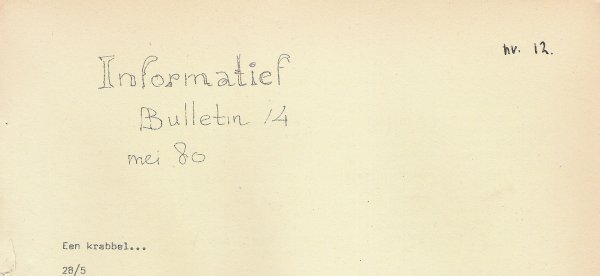 nr. 12.
Informatief
Bulletin 14
mei 80
Een krabbel...
28/5